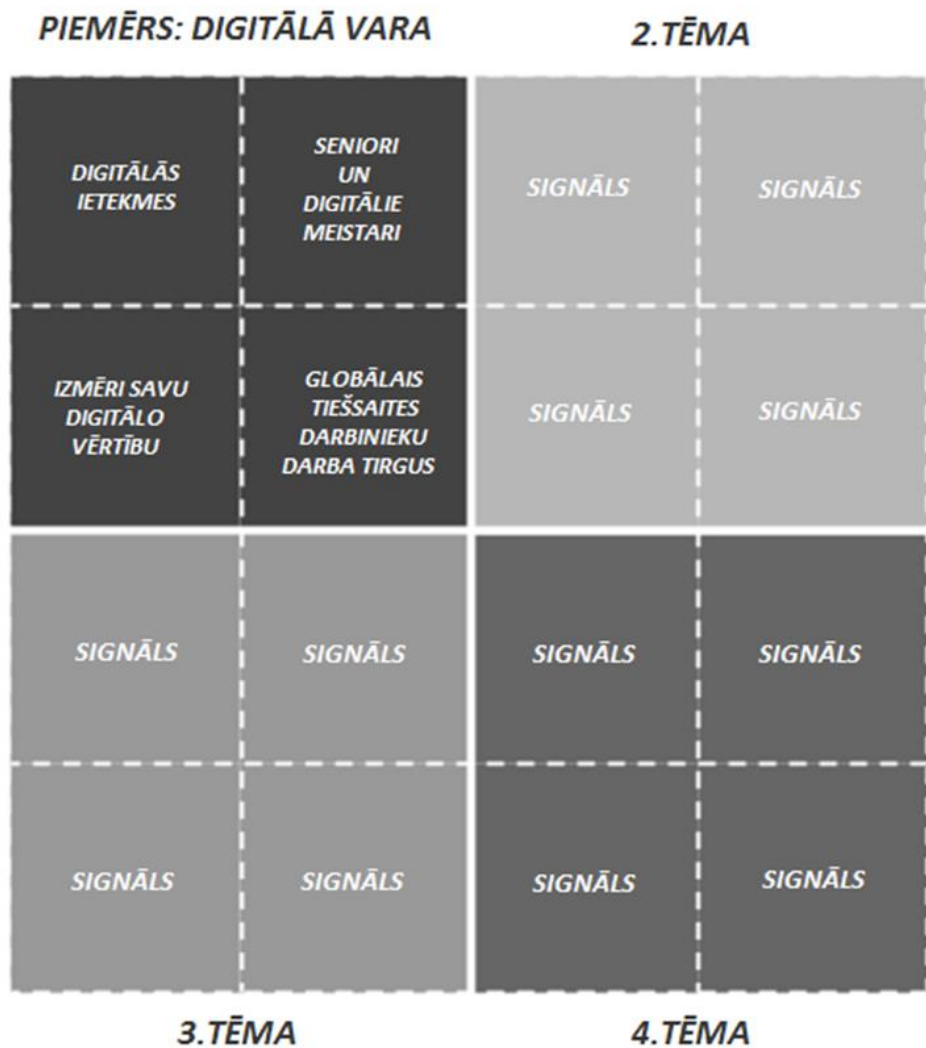 PIEMĒRS: DIGITĀLĀ VARA
2.TĒMA
DIGITĀLĀS
IETEKMES
SENIORI
UN
DIGITĀLIE
MEISTARI
SIGNĀLS
SIGNĀLS
IZMĒRI SAVU
DIGITĀLO
VĒRTĪBU
GLOBĀLAIS
TIEŠSAITES
DARBINIEKU
DARBA TIRGUS
SIGNĀLS
SIGNĀLS
SIGNĀLS
SIGNĀLS
SIGNĀLS
SIGNĀLS
SIGNĀLS
SIGNĀLS
SIGNĀLS
SIGNĀLS
3.TĒMA
4.TĒMA